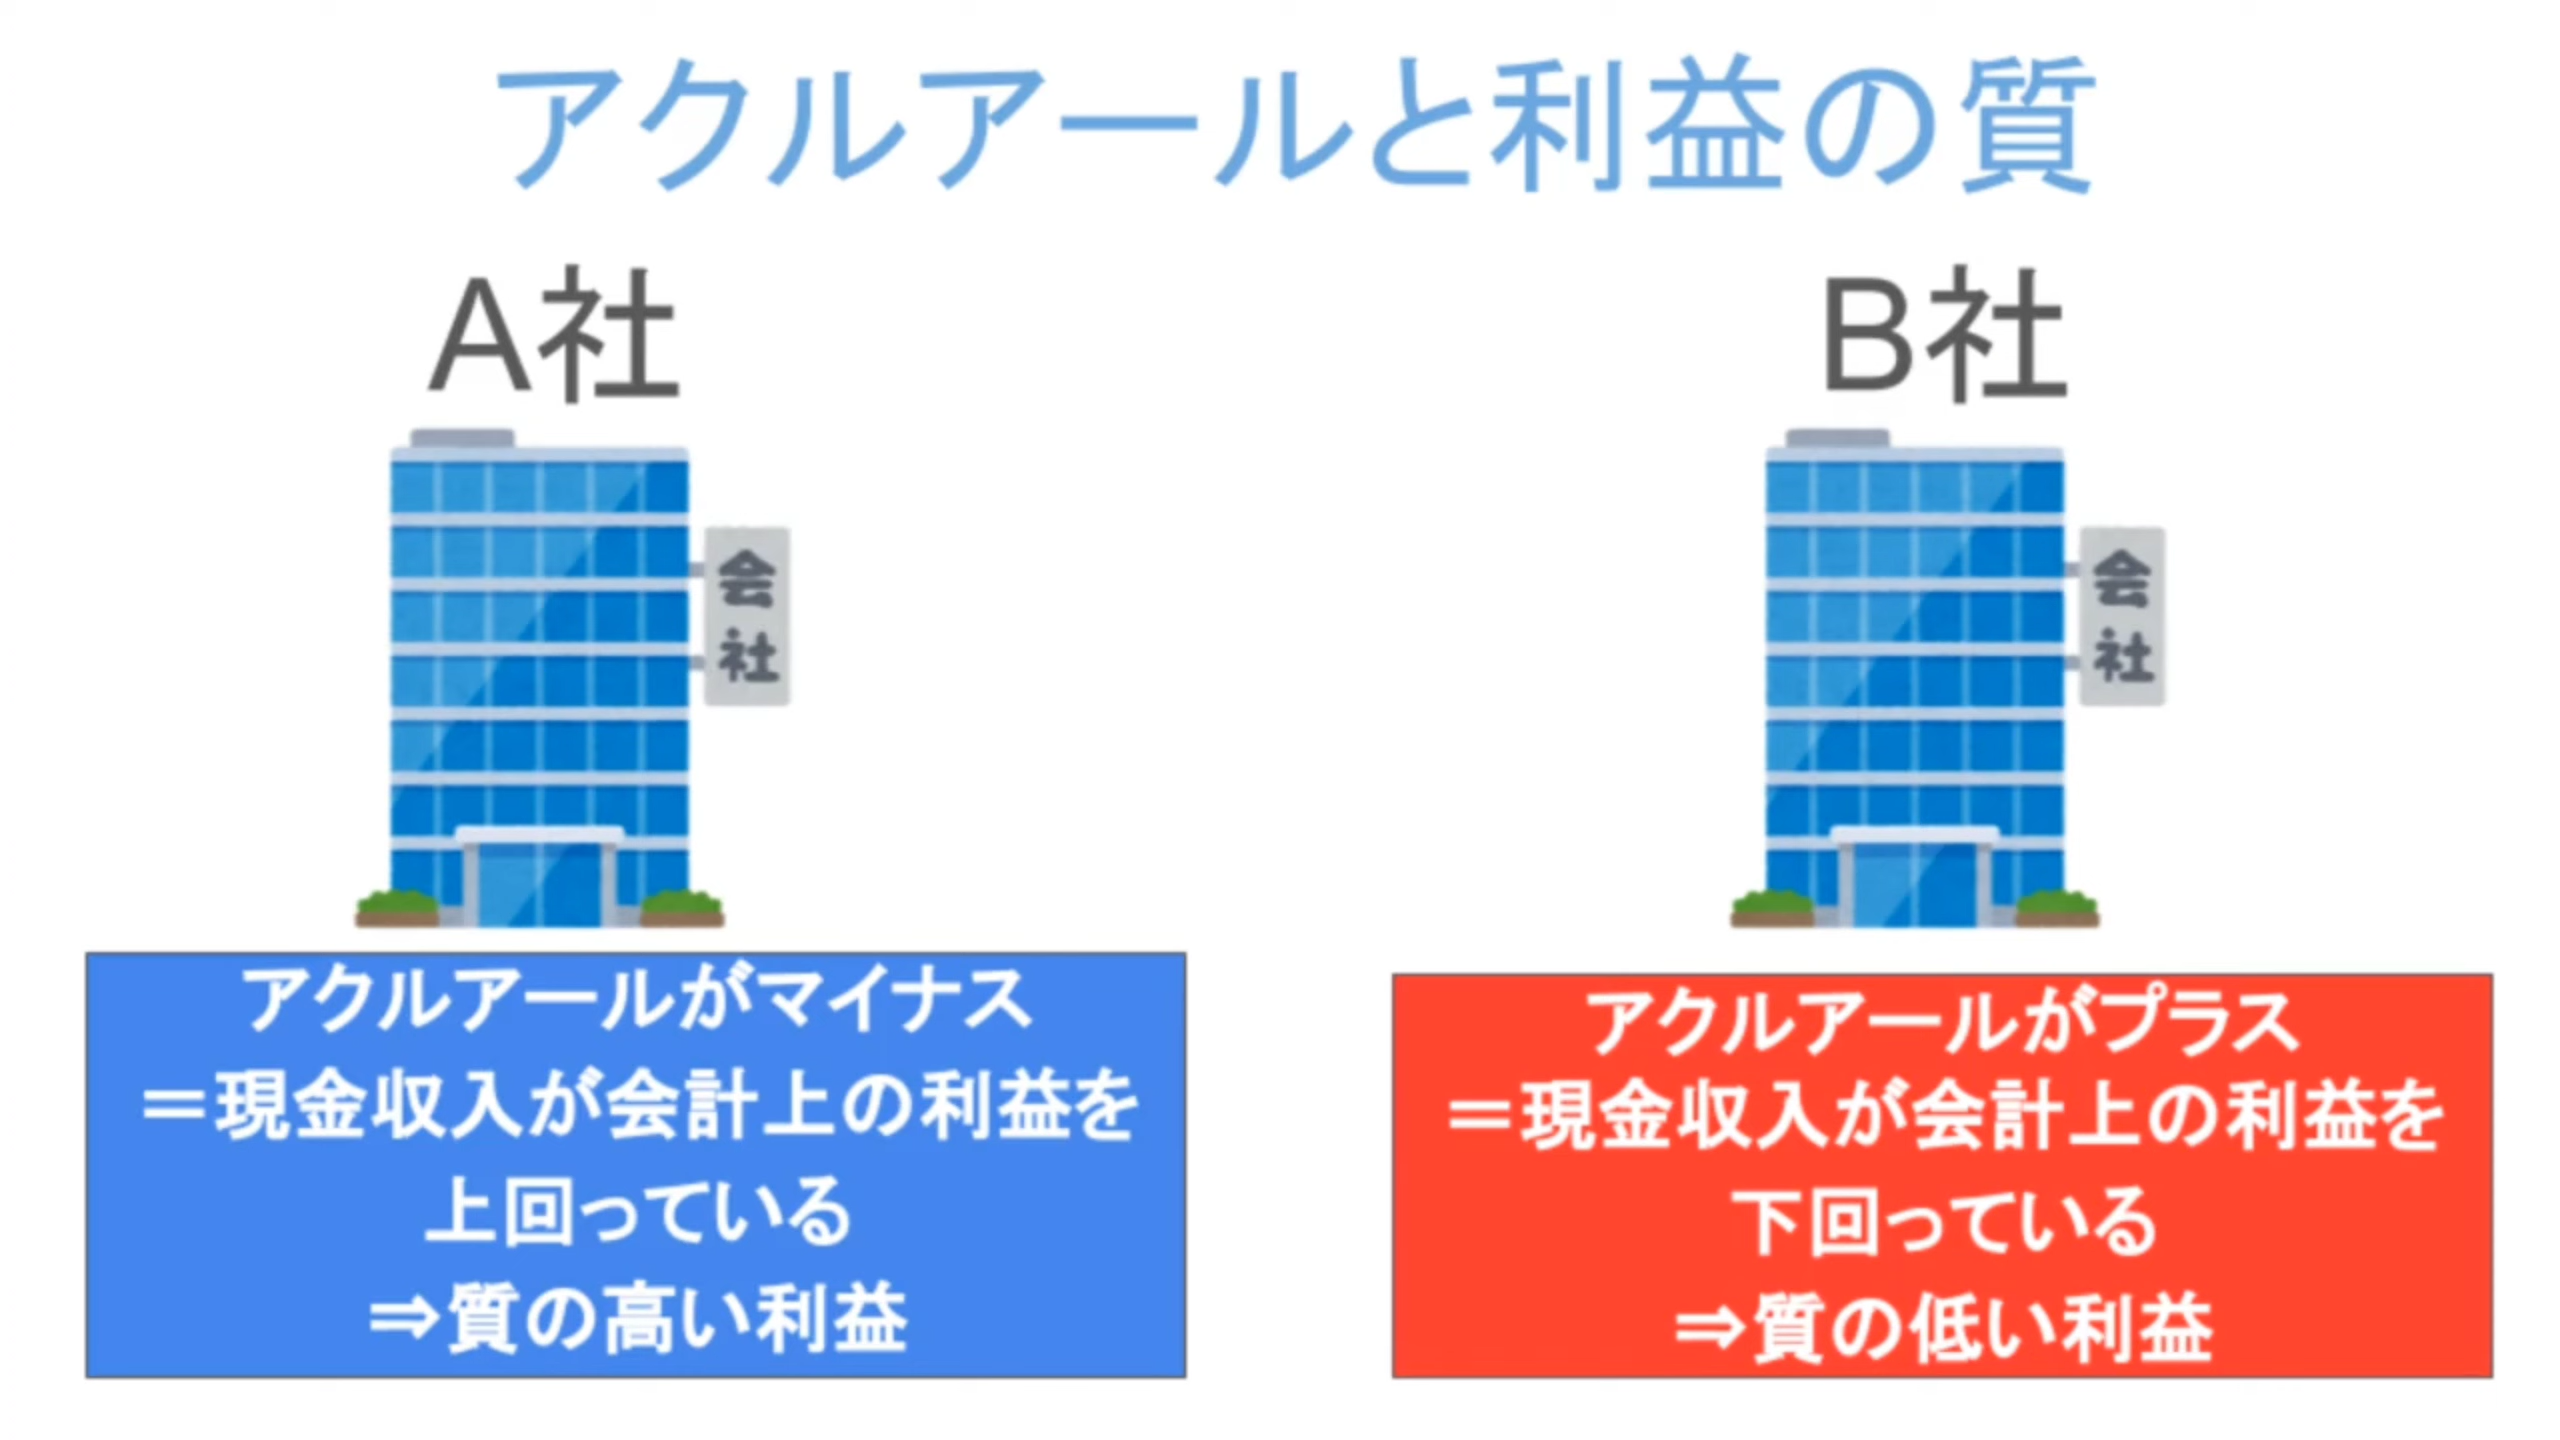 アクルアールと利益の質
A社
B社
会社
会社
アクルアールがマイナス
＝現金収入が会計上の利益を
上回っている
⇒質の高い利益
アクルアールがプラス
＝現金収入が会計上の利益を
下回っている
⇒質の低い利益